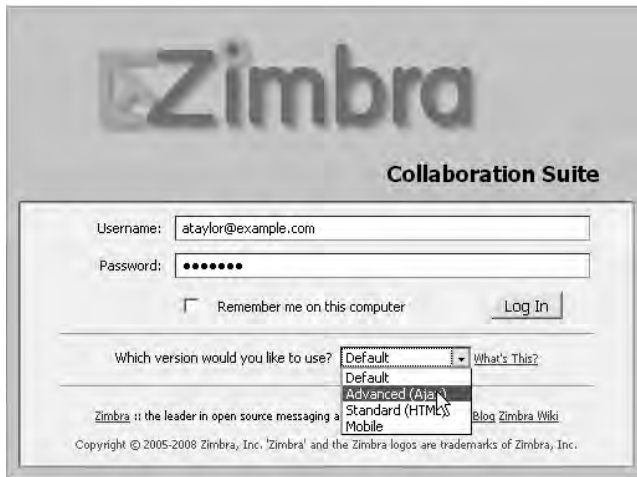 Zimbra
Collaboration Suite
Username: ataylor@example.com
Password: ●●●●●●●
Remember me on this computer Log In
Which version would you like to use? Default What's This?
Default
Advanced (Ajax)
Standard (HTML)
Mobile
Zimbra :: the leader in open source messaging a Blog Zimbra Wiki
Copyright © 2005-2008 Zimbra, Inc. 'Zimbra' and the Zimbra logos are trademarks of Zimbra, Inc.